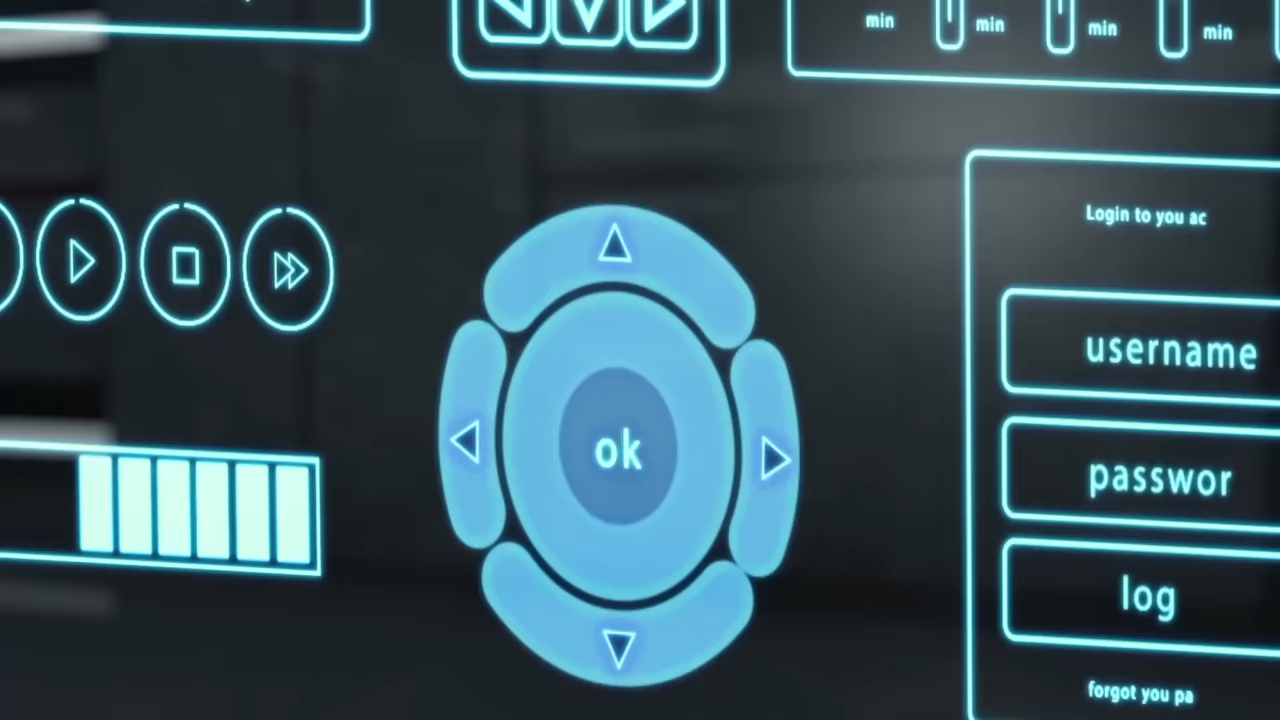 min
min
min
min
Login to you ac
username
passwor
ok
log
forgot you pa